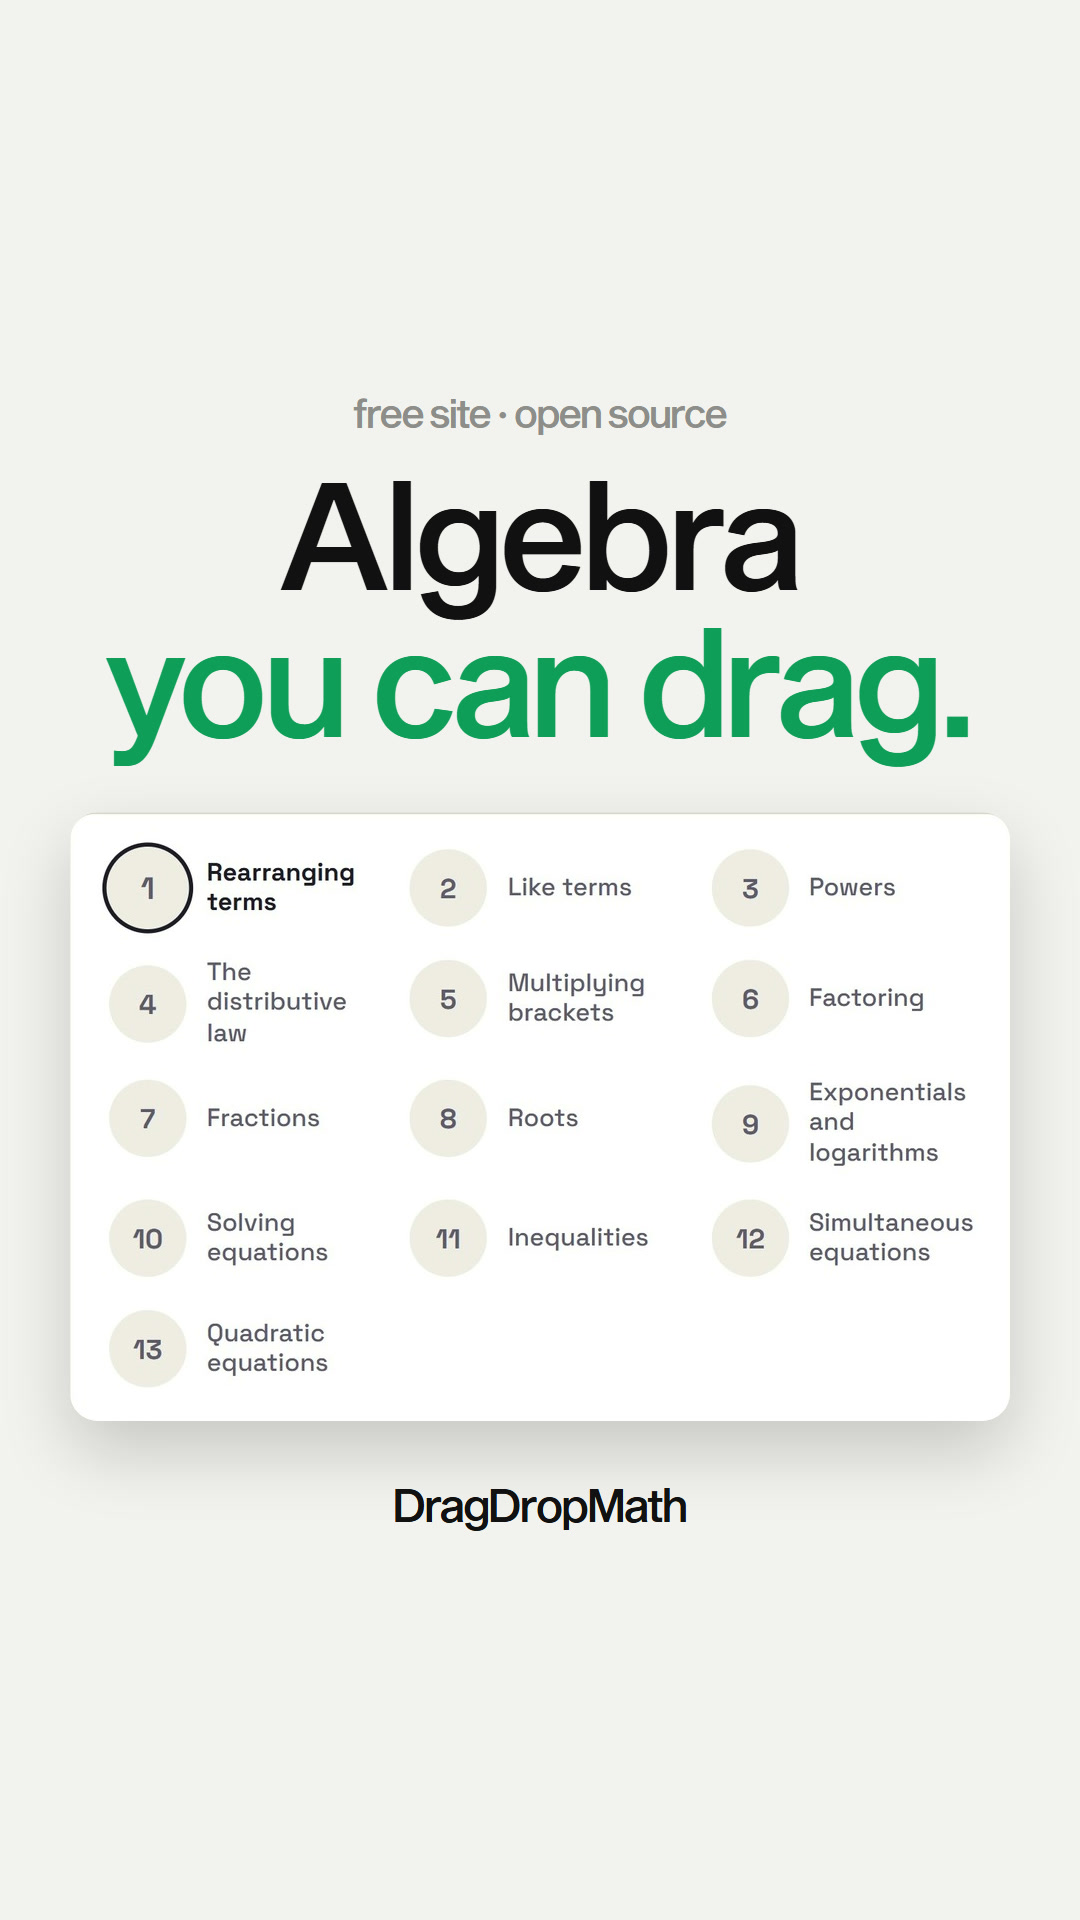 free site · open source
Algebra
you can drag.
1 Rearranging
terms
2 Like terms
3 Powers
4 The
distributive
law
5 Multiplying
brackets
6 Factoring
7 Fractions
8 Roots
9 Exponentials
and
logarithms
10 Solving
equations
11 Inequalities
12 Simultaneous
equations
13 Quadratic
equations
DragDropMath